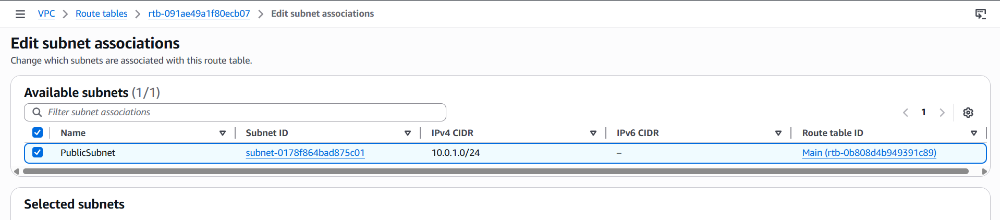 VPC Route tables rtb-091ae49a1f80ecb07 Edit subnet associations
Edit subnet associations
Change which subnets are associated with this route table.
Available subnets (1/1)
Filter subnet associations
1
Name Subnet ID IPv4 CIDR IPv6 CIDR Route table ID
PublicSubnet subnet-0178f864bad875c01 10.0.1.0/24 – Main (rtb-0b808d4b949391c89)
Selected subnets